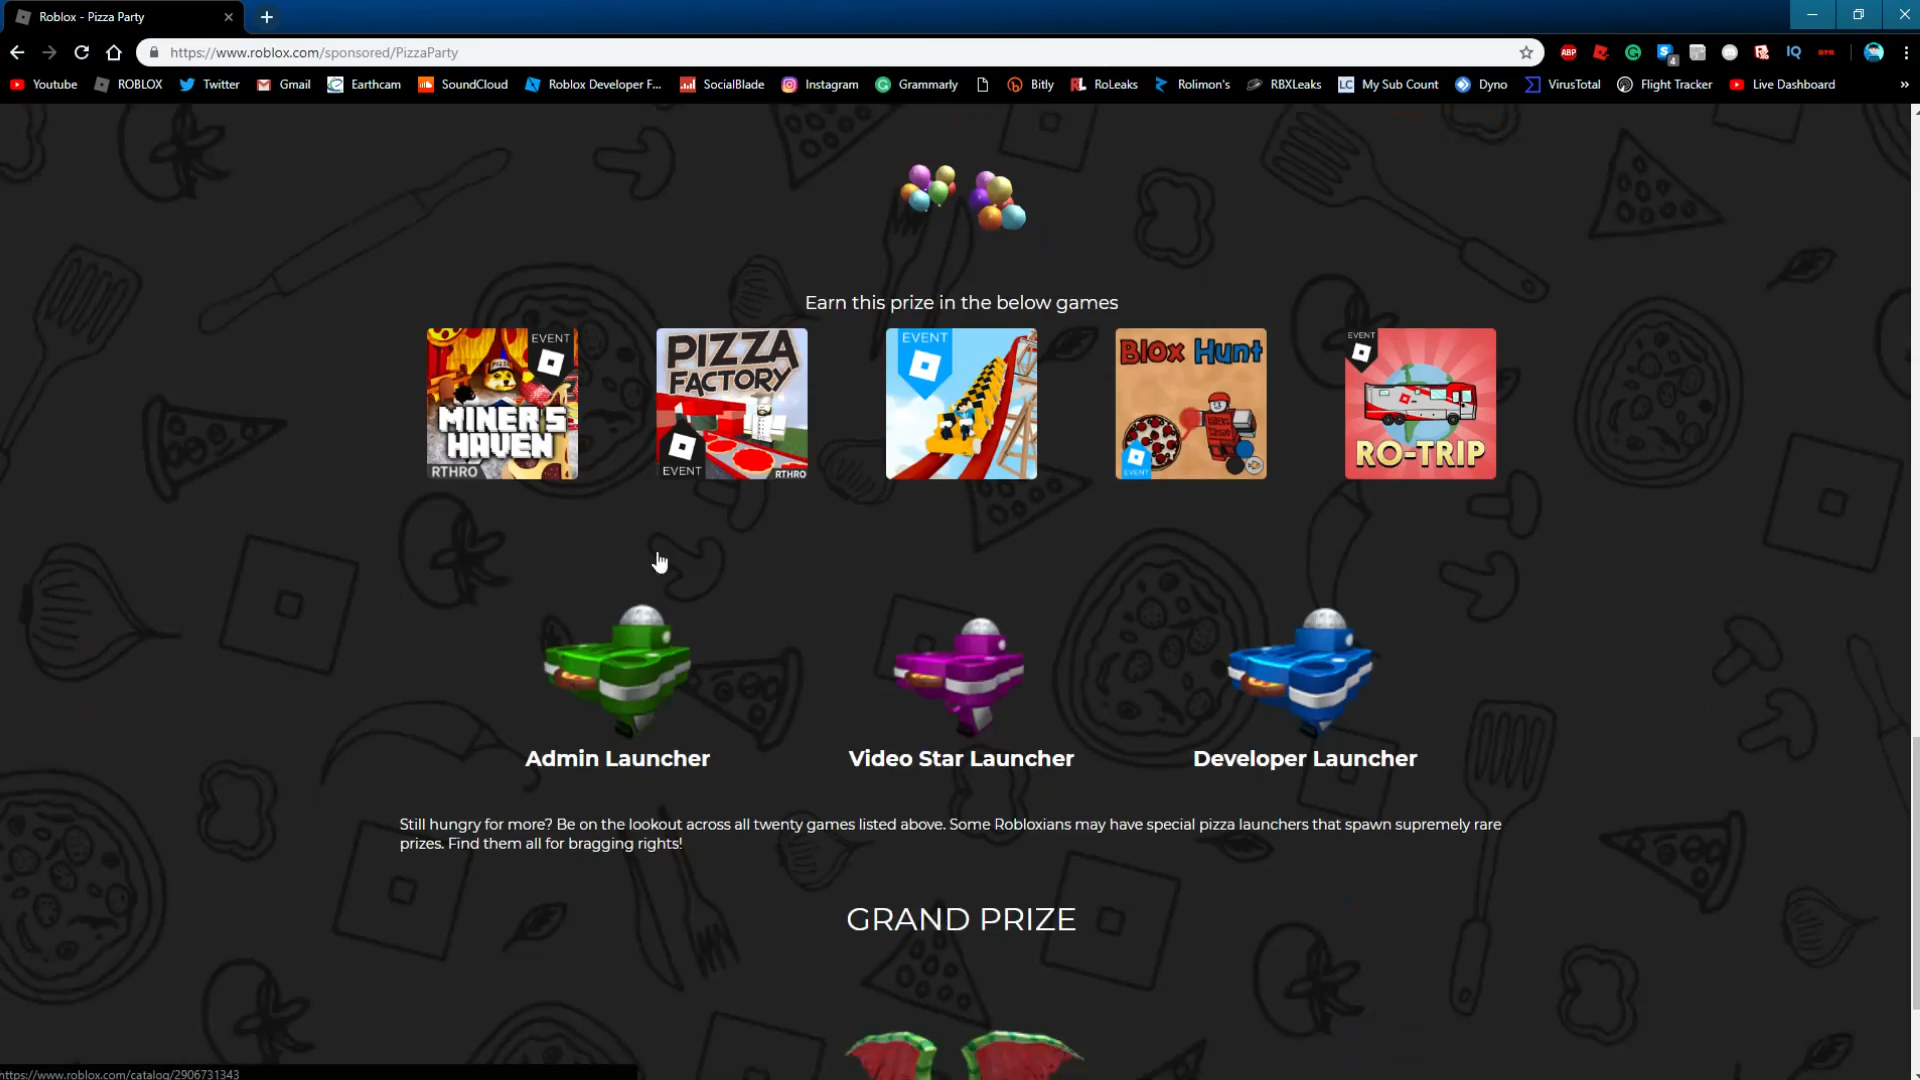 Roblox - Pizza Party
https://www.roblox.com/sponsored/PizzaParty
ABP
4
IQ
Youtube
ROBLOX
Twitter
Gmail
Earthcam
SoundCloud
Roblox Developer F...
SocialBlade
Instagram
Grammarly
Bitly
RoLeaks
Rolimon's
RBXLeaks
LC My Sub Count
Dyno
VirusTotal
Flight Tracker
Live Dashboard
»
Earn this prize in the below games
EVENT
MINER'S
HAVEN
RTHRO
PIZZA
FACTORY
EVENT
RTHRO
EVENT
Blox Hunt
EVENT
EVENT
RO-TRIP
Admin Launcher
Video Star Launcher
Developer Launcher
Still hungry for more? Be on the lookout across all twenty games listed above. Some Robloxians may have special pizza launchers that spawn supremely rare
prizes. Find them all for bragging rights!
GRAND PRIZE
https://www.roblox.com/catalog/2906731343